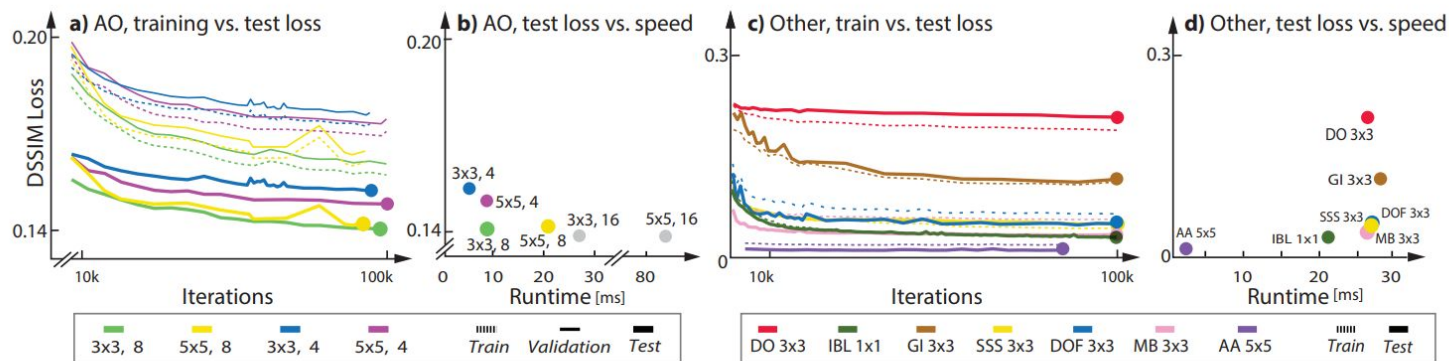 a) AO, training vs. test loss
0.20
0.14
DSSIM Loss
10k
100k
Iterations
b) AO, test loss vs. speed
0.20
0.14
3x3, 4
5x5, 4
3x3, 8
5x5, 8
3x3, 16
5x5, 16
0 10 20 30 80
Runtime [ms]
3x3, 8 5x5, 8 3x3, 4 5x5, 4 Train Validation Test
c) Other, train vs. test loss
0.3
0
10k
100k
Iterations
d) Other, test loss vs. speed
0.3
DO 3x3
GI 3x3
SSS 3x3
DOF 3x3
AA 5x5
IBL 1x1
MB 3x3
0 10 20 30
Runtime [ms]
DO 3x3 IBL 1x1 GI 3x3 SSS 3x3 DOF 3x3 MB 3x3 AA 5x5 Train Test